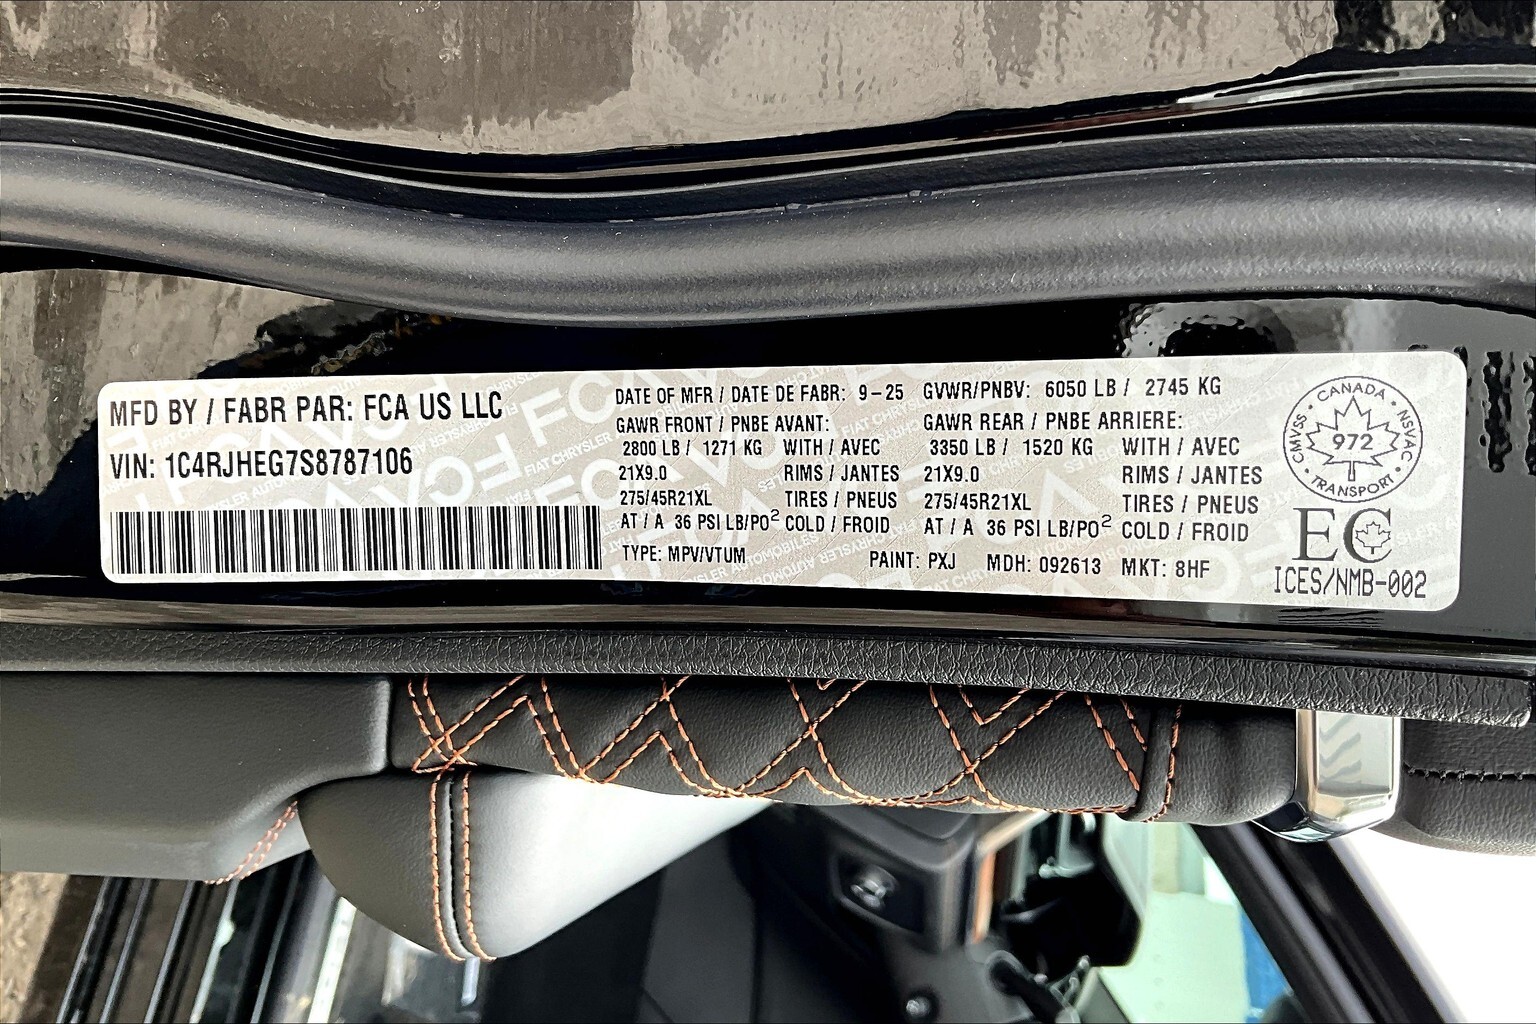 MFD BY / FABR PAR: FCA US LLC
VIN: 1C4RJHEG7S8787106
DATE OF MFR / DATE DE FABR: 9-25 GVWR/PNBV: 6050 LB / 2745 KG
GAWR FRONT / PNBE AVANT: GAWR REAR / PNBE ARRIERE:
2800 LB / 1271 KG WITH / AVEC 3350 LB / 1520 KG WITH / AVEC
21X9.0 RIMS / JANTES 21X9.0 RIMS / JANTES
275/45R21XL TIRES / PNEUS 275/45R21XL TIRES / PNEUS
AT / A 36 PSI LB/PO² COLD / FROID AT / A 36 PSI LB/PO² COLD / FROID
TYPE: MPV/VTUM PAINT: PXJ MDH: 092613 MKT: 8HF
CANADA
CMVSS · NSVAC
972
TRANSPORT
EC
ICES/NMB-002